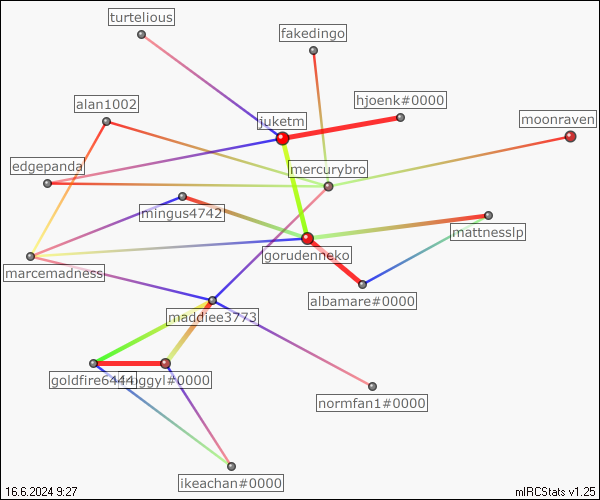 turtelious
fakedingo
alan1002
hjoenk#0000
juketm
moonraven
edgepanda
mercurybro
mingus4742
mattnesslp
gorudenneko
marcemadness
albamare#0000
maddiee3773
goldfire6444
ggyl#0000
normfan1#0000
ikeachan#0000
16.6.2024 9:27
mIRCStats v1.25